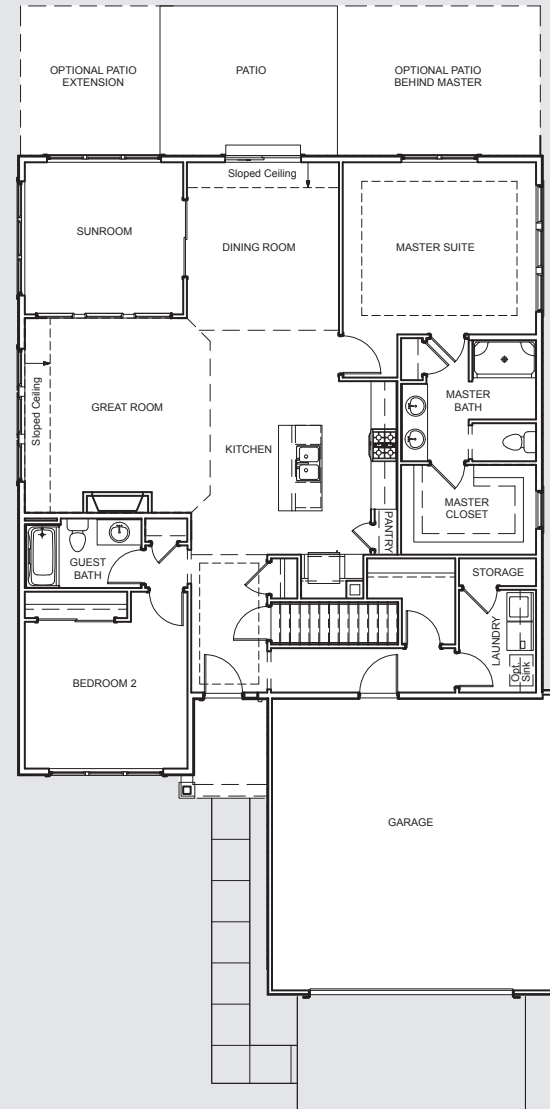 OPTIONAL PATIO
EXTENSION
PATIO
OPTIONAL PATIO
BEHIND MASTER
Sloped Ceiling
SUNROOM
DINING ROOM
MASTER SUITE
Sloped Ceiling
GREAT ROOM
KITCHEN
MASTER
BATH
MASTER
CLOSET
PANTRY
GUEST
BATH
STORAGE
LAUNDRY
Opt.
Sink
BEDROOM 2
GARAGE